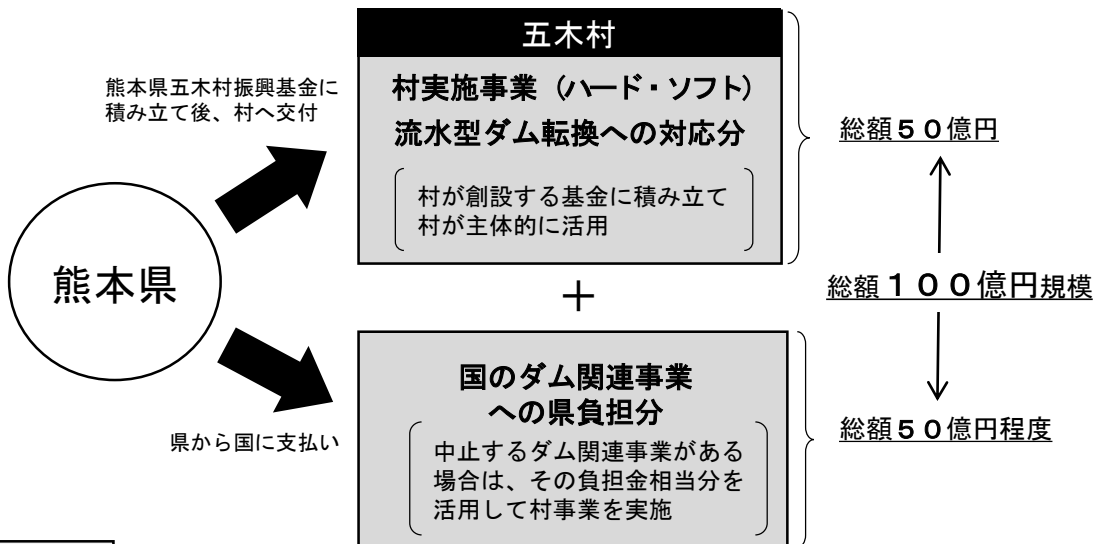 五木村
熊本県五木村振興基金に
積み立て後、村へ交付
村実施事業（ハード・ソフト）
流水型ダム転換への対応分
村が創設する基金に積み立て
村が主体的に活用
総額５０億円
熊本県
＋
総額１００億円規模
国のダム関連事業
への県負担分
県から国に支払い
中止するダム関連事業がある
場合は、その負担金相当分を
活用して村事業を実施
総額５０億円程度